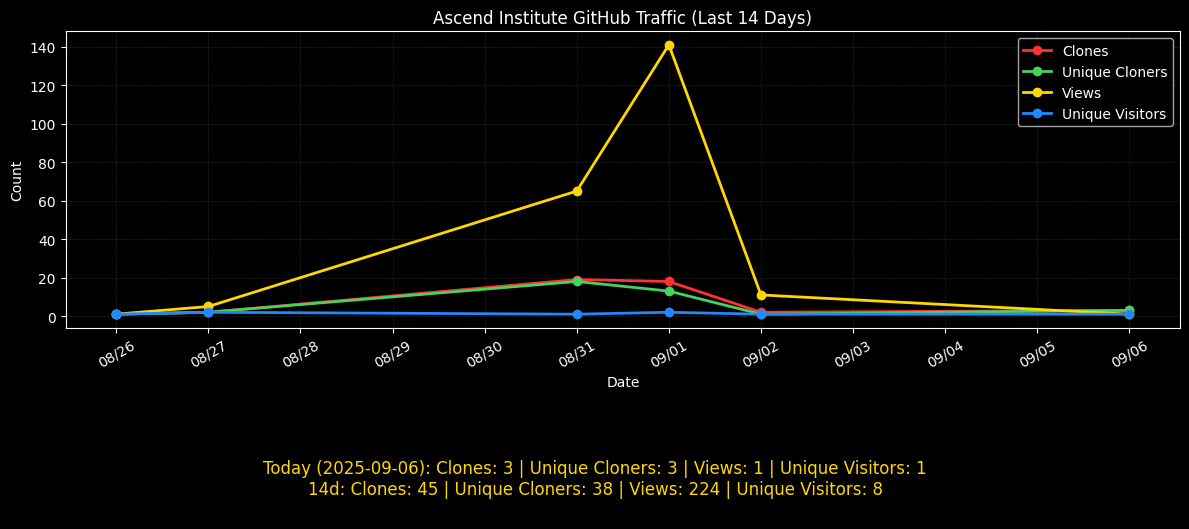 Ascend Institute GitHub Traffic (Last 14 Days)
Clones
Unique Cloners
Views
Unique Visitors
Count
140
120
100
80
60
40
20
0
08/26
08/27
08/28
08/29
08/30
08/31
09/01
09/02
09/03
09/04
09/05
09/06
Date
Today (2025-09-06): Clones: 3 | Unique Cloners: 3 | Views: 1 | Unique Visitors: 1
14d: Clones: 45 | Unique Cloners: 38 | Views: 224 | Unique Visitors: 8